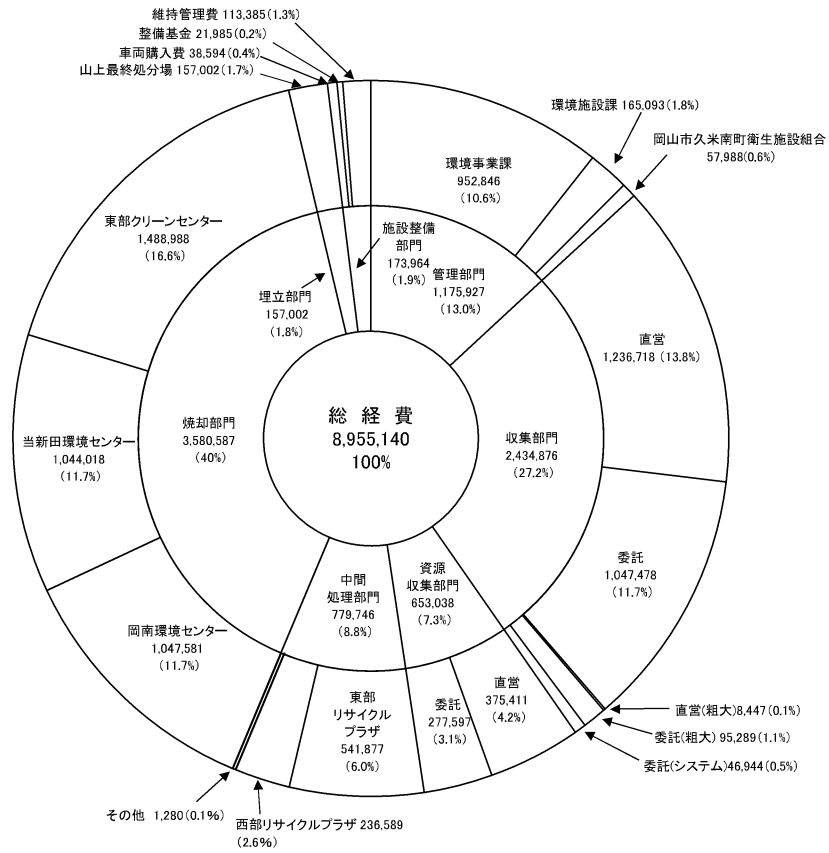 維持管理費 113,385(1.3%)
整備基金 21,985(0.2%)
車両購入費 38,594(0.4%)
山上最終処分場 157,002(1.7%)
環境施設課 165,093(1.8%)
岡山市久米南町衛生施設組合
57,988(0.6%)
環境事業課
952,846
(10.6%)
東部クリーンセンター
1,488,988
(16.6%)
施設整備
部門
173,964
(1.9%)
管理部門
1,175,927
(13.0%)
埋立部門
157,002
(1.8%)
直営
1,236,718 (13.8%)
総 経 費
8,955,140
100%
焼却部門
3,580,587
(40%)
収集部門
2,434,876
(27.2%)
当新田環境センター
1,044,018
(11.7%)
委託
1,047,478
(11.7%)
中間
処理部門
779,746
(8.8%)
資源
収集部門
653,038
(7.3%)
岡南環境センター
1,047,581
(11.7%)
東部
リサイクル
プラザ
541,877
(6.0%)
委託
277,597
(3.1%)
直営
375,411
(4.2%)
直営(粗大)8,447(0.1%)
委託(粗大) 95,289(1.1%)
委託(システム)46,944(0.5%)
その他 1,280(0.1%)
西部リサイクルプラザ 236,589
(2.6%)